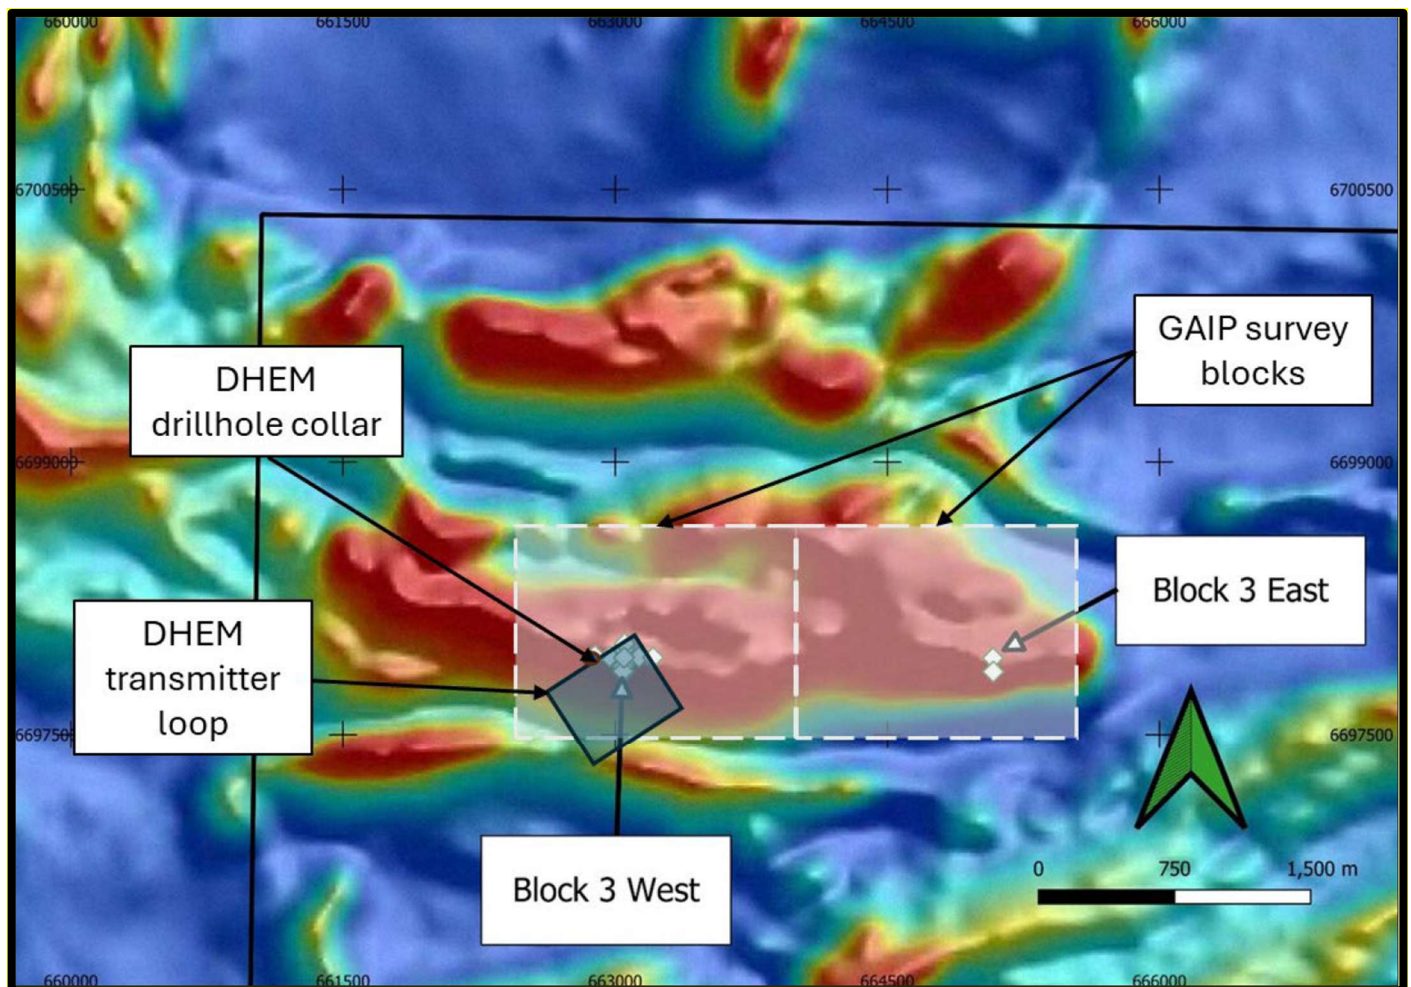 660000 661500 663000 664500 666000
6700500 6700500
GAIP survey
blocks
DHEM
drillhole collar
6699000 6699000
Block 3 East
DHEM
transmitter
loop
6697500 6697500
0 750 1,500 m
Block 3 West
660000 661500 663000 664500 666000